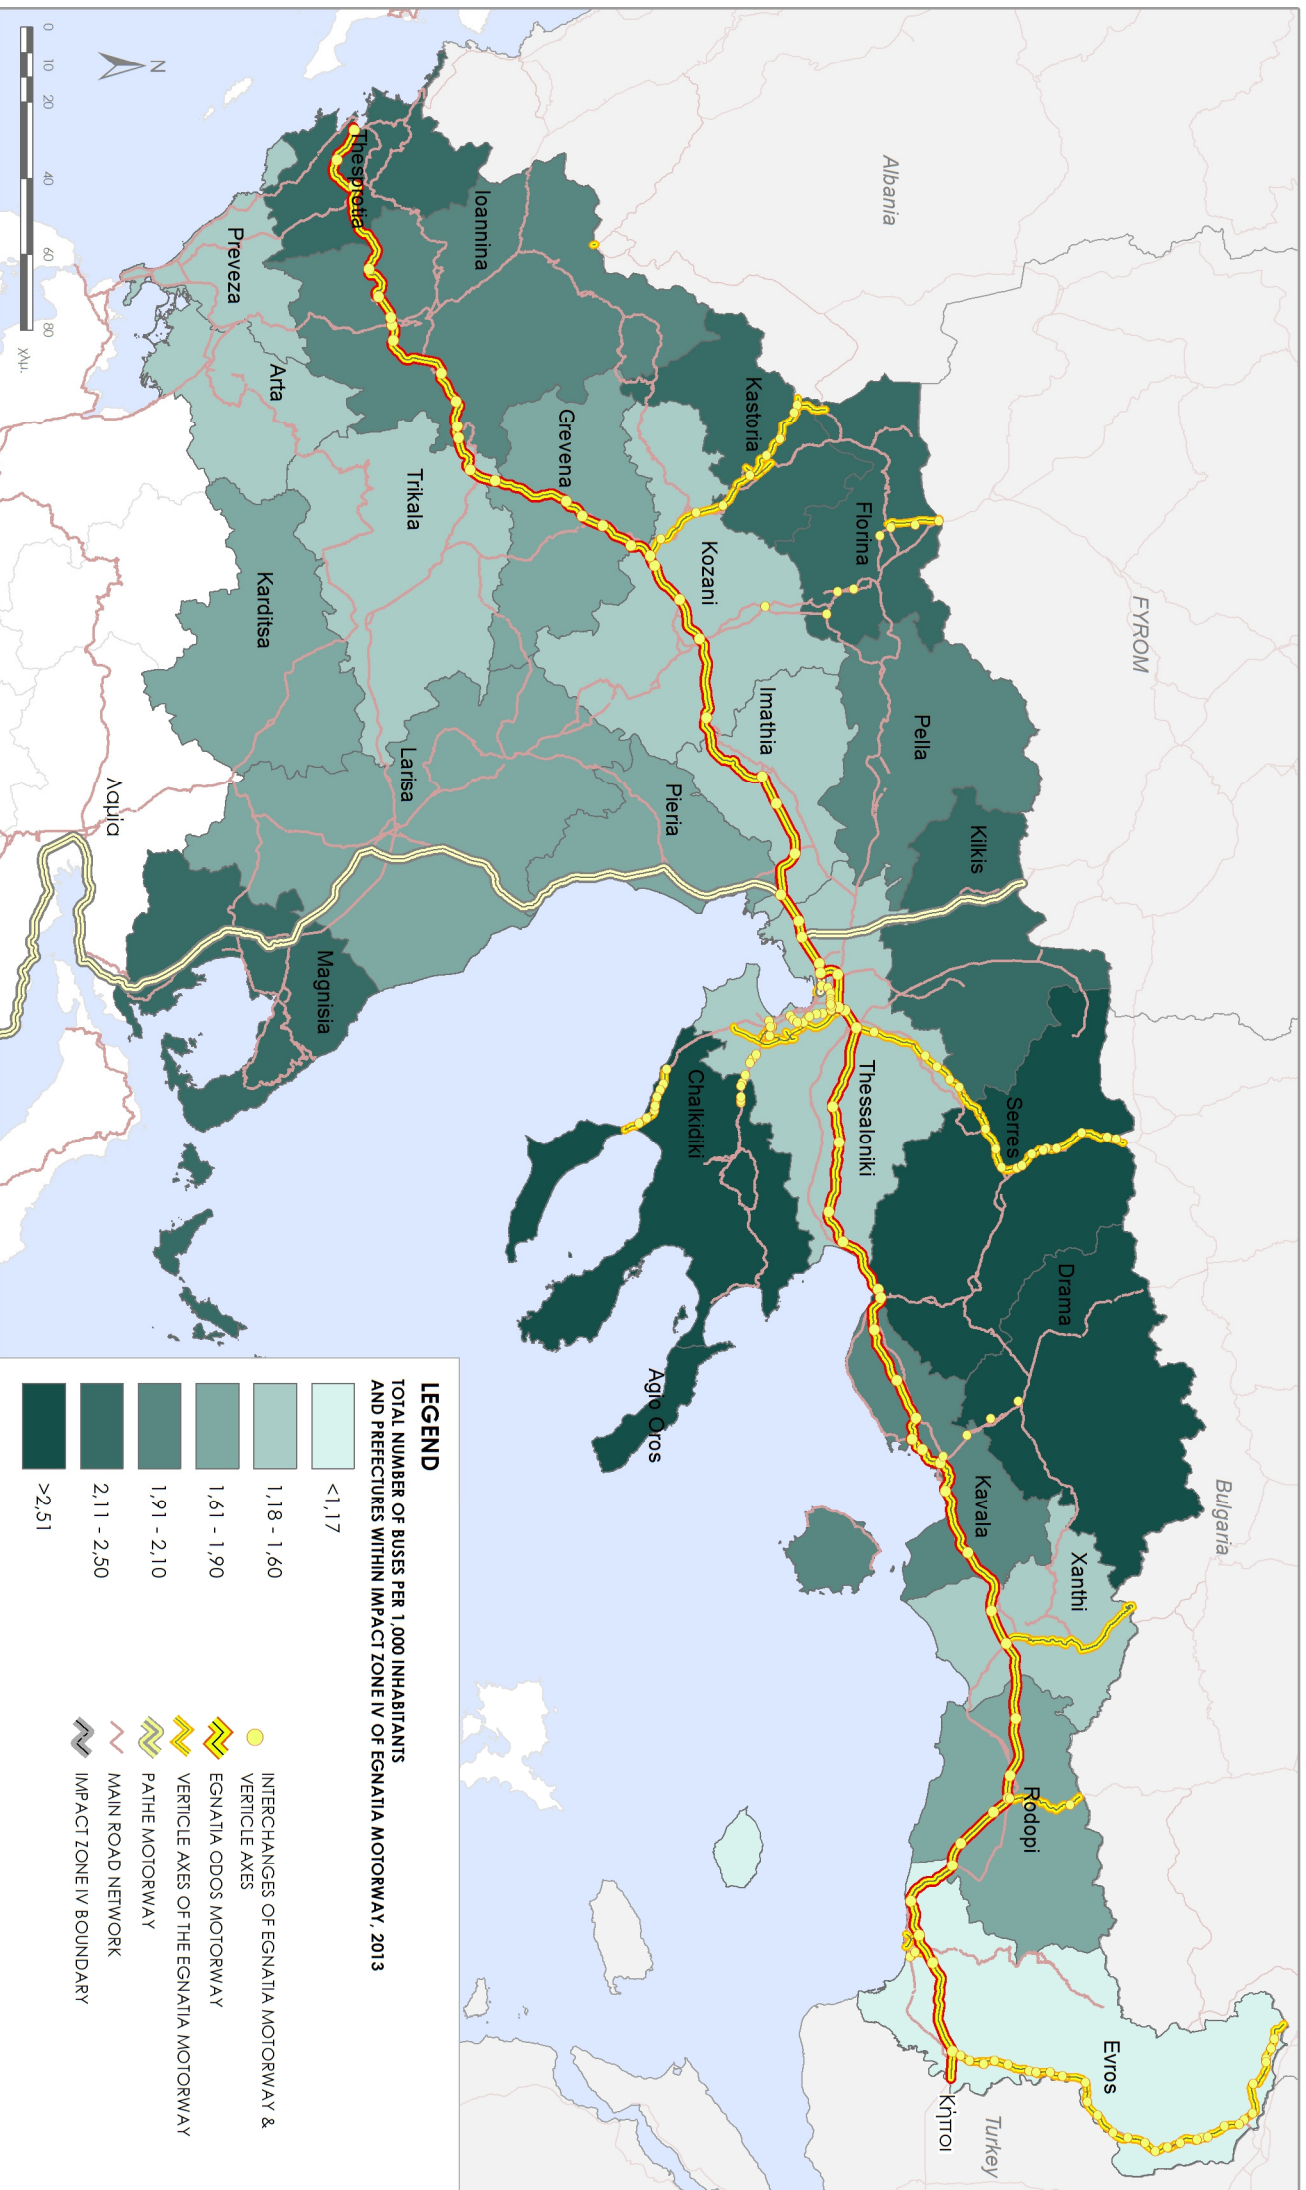 Albania
FYROM
Bulgaria
Turkey
Thesprotia
Ioannina
Preveza
Arta
Kastoria
Grevena
Trikala
Florina
Kozani
Karditsa
Imathia
Pella
Larisa
Pieria
Kilkis
Λαμία
Magnisia
Thessaloniki
Chalkidiki
Serres
Drama
Agio Oros
Kavala
Xanthi
Rodopi
Evros
Κήποι
N
0 10 20 40 60 80
χλμ.
LEGEND
TOTAL NUMBER OF BUSES PER 1,000 INHABITANTS
AND PREFECTURES WITHIN IMPACT ZONE IV OF EGNATIA MOTORWAY, 2013
<1,17
1,18 - 1,60
1,61 - 1,90
1,91 - 2,10
2,11 - 2,50
>2,51
INTERCHANGES OF EGNATIA MOTORWAY &
VERTICLE AXES
EGNATIA ODOS MOTORWAY
VERTICLE AXES OF THE EGNATIA MOTORWAY
PATHE MOTORWAY
MAIN ROAD NETWORK
IMPACT ZONE IV BOUNDARY